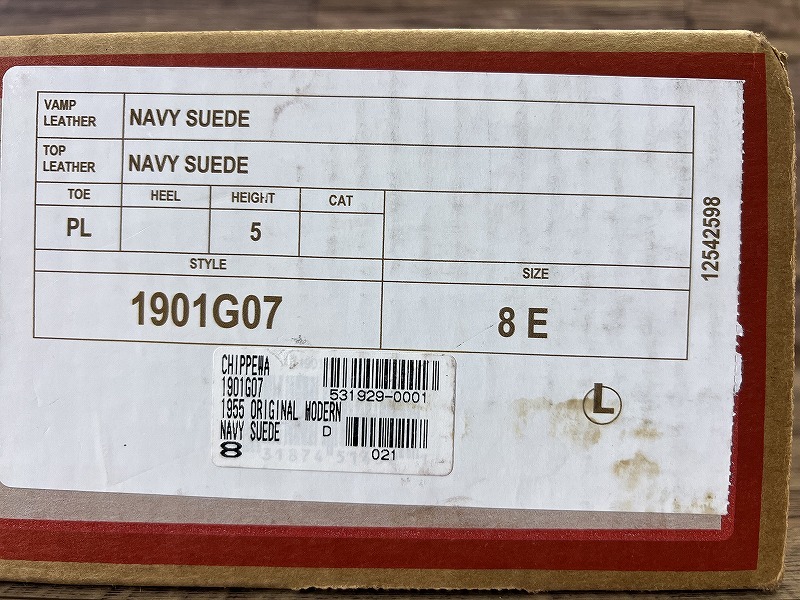 VAMP LEATHER NAVY SUEDE
TOP LEATHER NAVY SUEDE
TOE HEEL HEIGHT CAT
PL 5
STYLE SIZE
1901G07 8 E
12542598
CHIPPEWA
1901G07
531929-0001
1955 ORIGINAL MODERN
NAVY SUEDE D
8 021
L